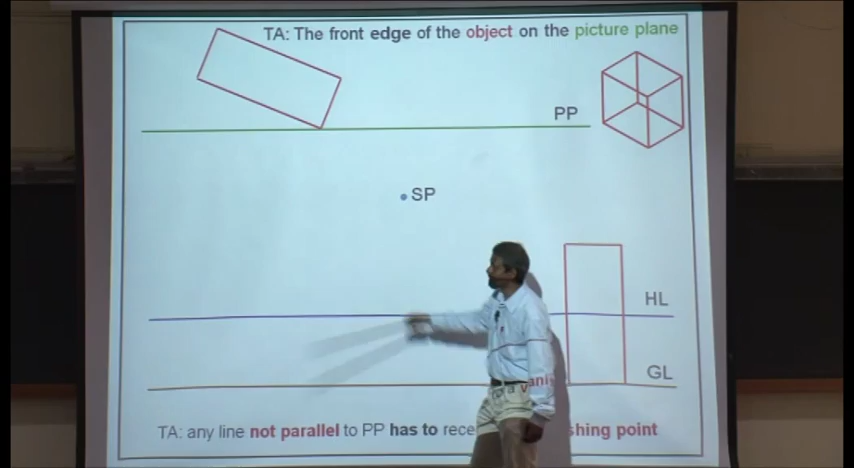 TA: The front edge of the object on the picture plane
PP
SP
HL
GL
TA: any line not parallel to PP has to rece shing point